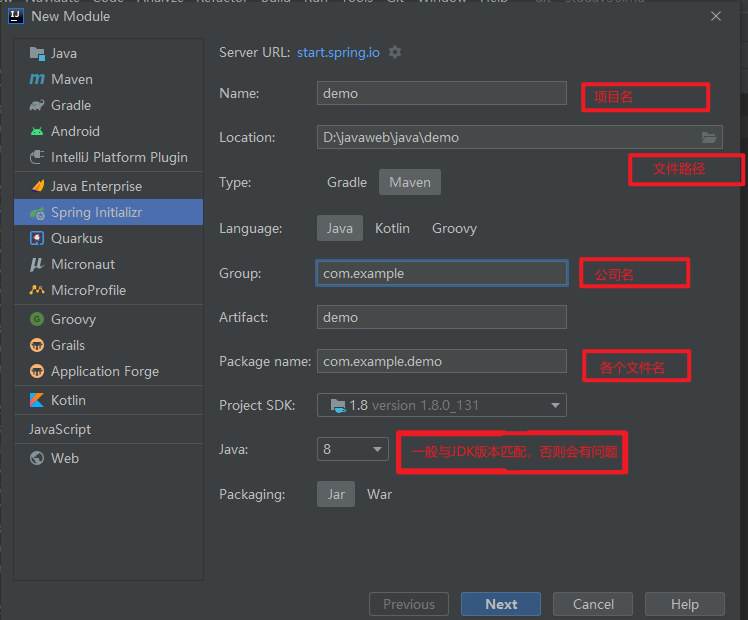 New Module
Java
Maven
Gradle
Android
IntelliJ Platform Plugin
Java Enterprise
Spring Initializr
Quarkus
Micronaut
MicroProfile
Groovy
Grails
Application Forge
Kotlin
JavaScript
Web
Server URL: start.spring.io
Name: demo 项目名
Location: D:\javaweb\java\demo
文件路径
Type: Gradle Maven
Language: Java Kotlin Groovy
Group: com.example 公司名
Artifact: demo
Package name: com.example.demo 各个文件名
Project SDK: 1.8 version 1.8.0_131
Java: 8 一般与JDK版本匹配，否则会有问题
Packaging: Jar War
Previous Next Cancel Help